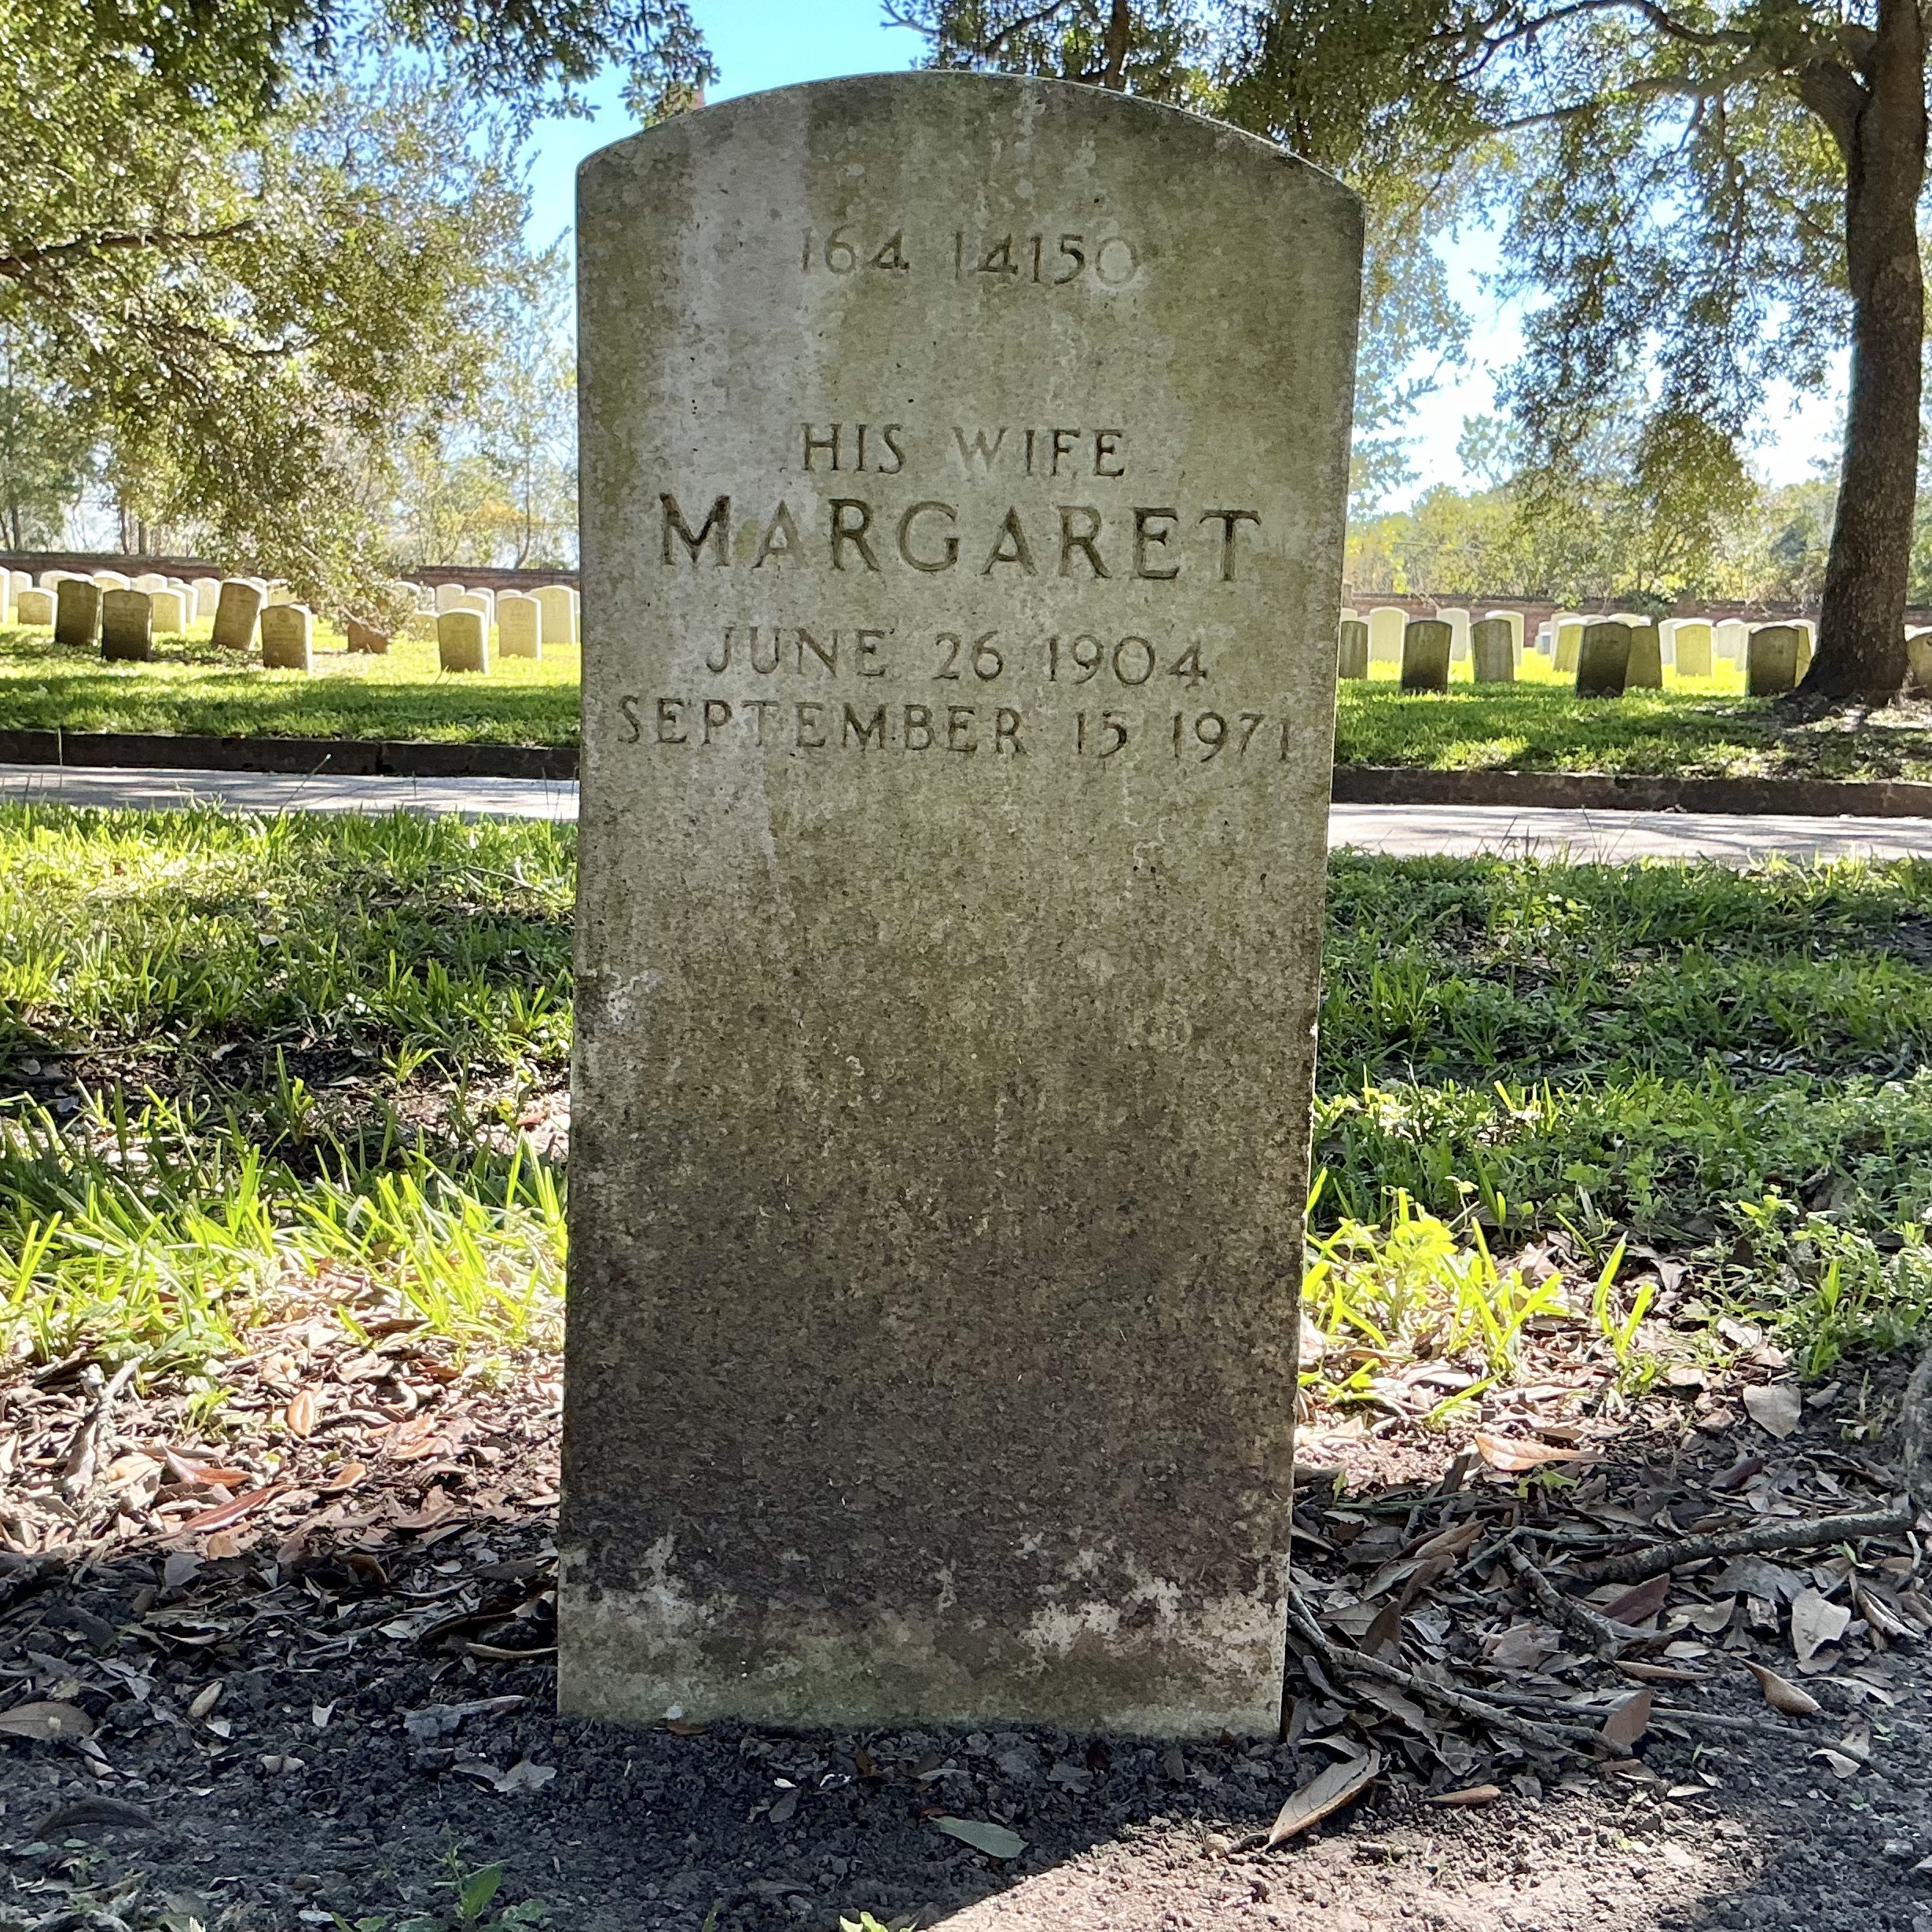 164 14150
HIS WIFE
MARGARET
JUNE 26 1904
SEPTEMBER 15 1971